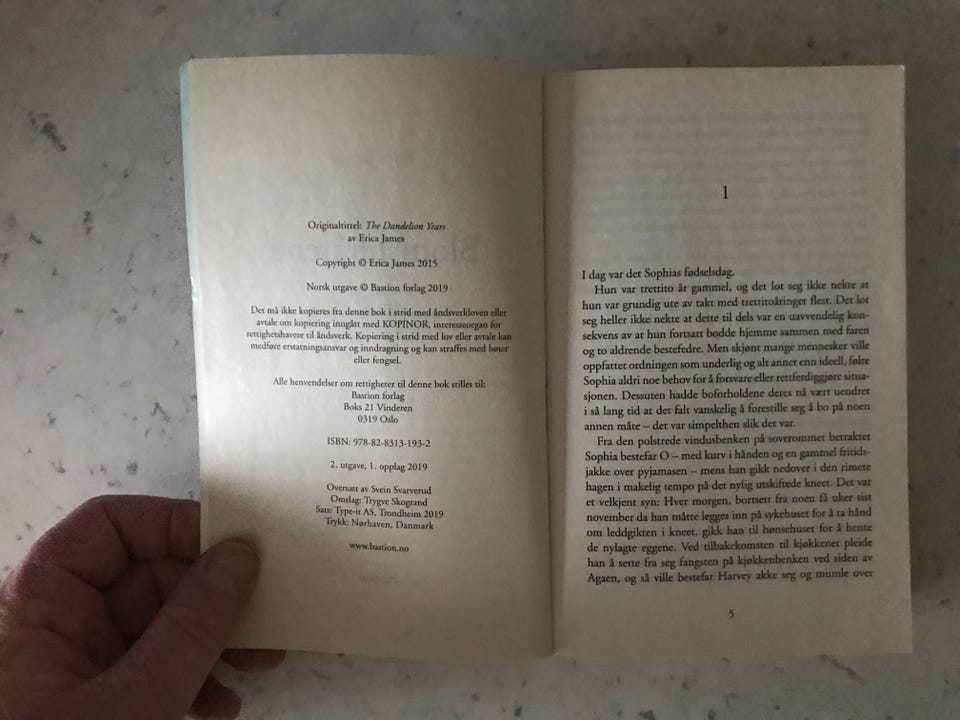 Originaltittel: The Dandelion Years
av Erica James
Copyright © Erica James 2015
Norsk utgave © Bastion forlag 2019
Det må ikke kopieres fra denne bok i strid med åndsverkloven eller
avtale om kopiering inngått med KOPINOR, interesseorgan for
rettighetshavere til åndsverk. Kopiering i strid med lov eller avtale kan
medføre erstatningsansvar og inndragning og kan straffes med bøter
eller fengsel.
Alle henvendelser om rettigheter til denne bok stilles til:
Bastion forlag
Boks 21 Vinderen
0319 Oslo
ISBN: 978-82-8313-193-2
2. utgave, 1. opplag 2019
Oversatt av Svein Svarverud
Omslag: Trygve Skogrand
Sats: Type-it AS, Trondheim 2019
Trykk: Nørhaven, Danmark
www.bastion.no
1
I dag var det Sophias fødselsdag.
Hun var trettito år gammel, og det lot seg ikke nekte at
hun var grundig ute av takt med trettitoåringer flest. Det lot
seg heller ikke nekte at dette til dels var en uavvendelig kon-
sekvens av at hun fortsatt bodde hjemme sammen med faren
og to aldrende bestefedre. Men skjønt mange mennesker ville
oppfattet ordningen som underlig og alt annet enn ideell, følte
Sophia aldri noe behov for å forsvare eller rettferdiggjøre situa-
sjonen. Dessuten hadde boforholdene deres nå vært uendret
i så lang tid at det falt vanskelig å forestille seg å bo på noen
annen måte – det var simpelthen slik det var.
Fra den polstrede vindusbenken på soverommet betraktet
Sophia bestefar O – med kurv i hånden og en gammel fritids-
jakke over pyjamasen – mens han gikk nedover i den rimete
hagen i makelig tempo på det nylig utskiftede kneet. Det var
et velkjent syn: Hver morgen, bortsett fra noen få uker sist
november da han måtte legges inn på sykehuset for å ta hånd
om leddgikten i kneet, gikk han til hønsehuset for å hente
de nylagte eggene. Ved tilbakekomsten til kjøkkenet pleide
han å sette fra seg fangsten på kjøkkenbenken ved siden av
Agaen, og så ville bestefar Harvey akke seg og mumle over
5